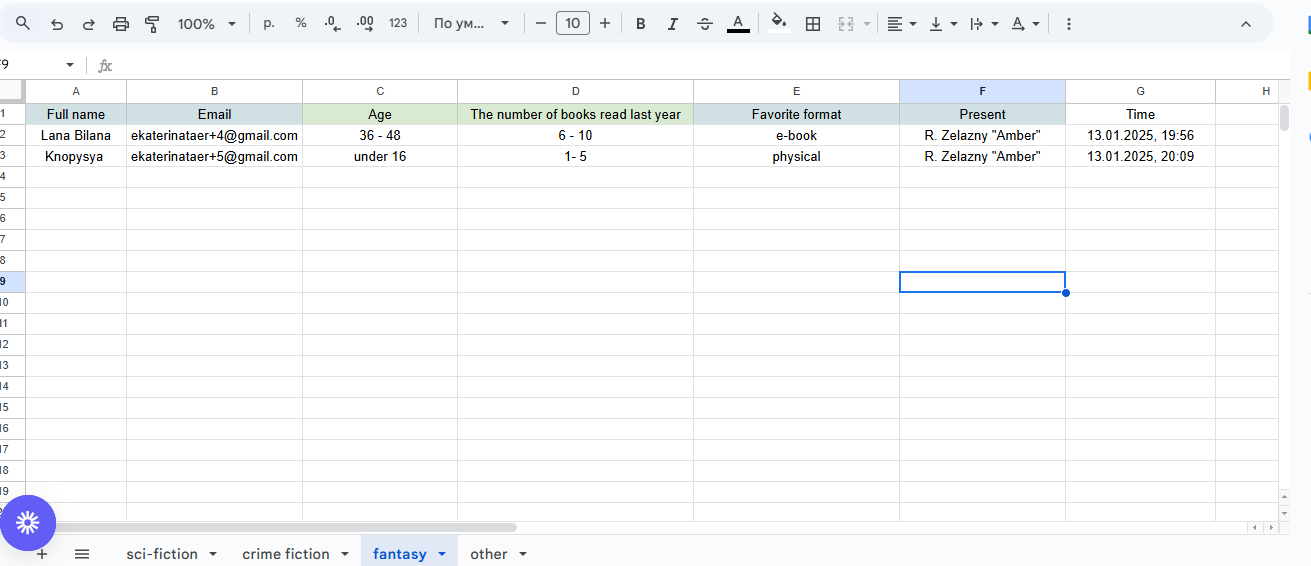 100% р. % .0 .00 123 По ум... 10 B I A A
9 fx
A B C D E F G H
1 Full name Email Age The number of books read last year Favorite format Present Time
2 Lana Bilana ekaterinataer+4@gmail.com 36 - 48 6 - 10 e-book R. Zelazny "Amber" 13.01.2025, 19:56
3 Knopysya ekaterinataer+5@gmail.com under 16 1- 5 physical R. Zelazny "Amber" 13.01.2025, 20:09
4
5
6
7
8
9
10
11
12
13
14
15
16
17
18
19
sci-fiction crime fiction fantasy other